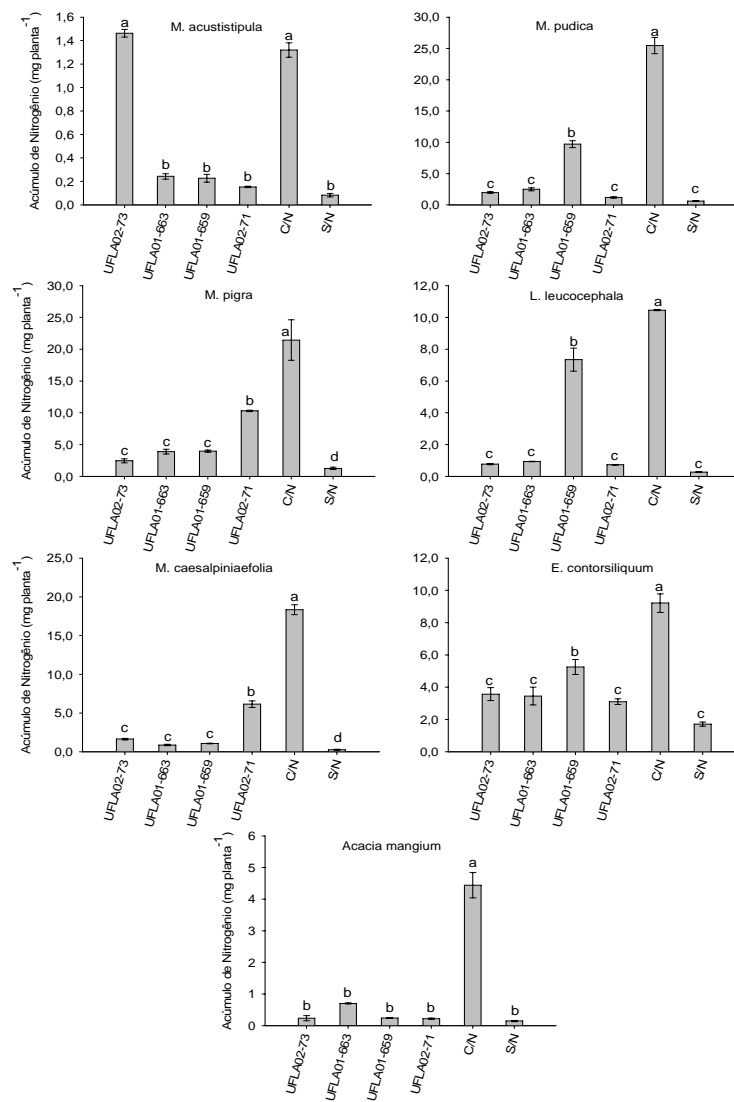 M. acustistipula
Acúmulo de Nitrogênio (mg planta-1)
1,6
1,4
1,2
1,0
0,8
0,6
0,4
0,2
0,0
a
b
b
b
a
b
UFLA02-73
UFLA01-663
UFLA01-659
UFLA02-71
C/N
S/N
M. pudica
30,0
25,0
20,0
15,0
10,0
5,0
0,0
c
c
b
c
a
c
UFLA02-73
UFLA01-663
UFLA01-659
UFLA02-71
C/N
S/N
M. pigra
Acúmulo de Nitrogênio (mg planta-1)
30,0
25,0
20,0
15,0
10,0
5,0
0,0
c
c
c
b
a
d
UFLA02-73
UFLA01-663
UFLA01-659
UFLA02-71
C/N
S/N
L. leucocephala
12,0
10,0
8,0
6,0
4,0
2,0
0,0
c
c
b
c
a
c
UFLA02-73
UFLA01-663
UFLA01-659
UFLA02-71
C/N
S/N
M. caesalpiniaefolia
Acúmulo de Nitrogênio (mg planta-1)
25,0
20,0
15,0
10,0
5,0
0,0
c
c
c
b
a
d
UFLA02-73
UFLA01-663
UFLA01-659
UFLA02-71
C/N
S/N
E. contorsiliquum
12,0
10,0
8,0
6,0
4,0
2,0
0,0
c
c
b
c
a
c
UFLA02-73
UFLA01-663
UFLA01-659
UFLA02-71
C/N
S/N
Acacia mangium
Acúmulo de Nitrogênio (mg planta-1)
6
5
4
3
2
1
0
b
b
b
b
a
b
UFLA02-73
UFLA01-663
UFLA01-659
UFLA02-71
C/N
S/N